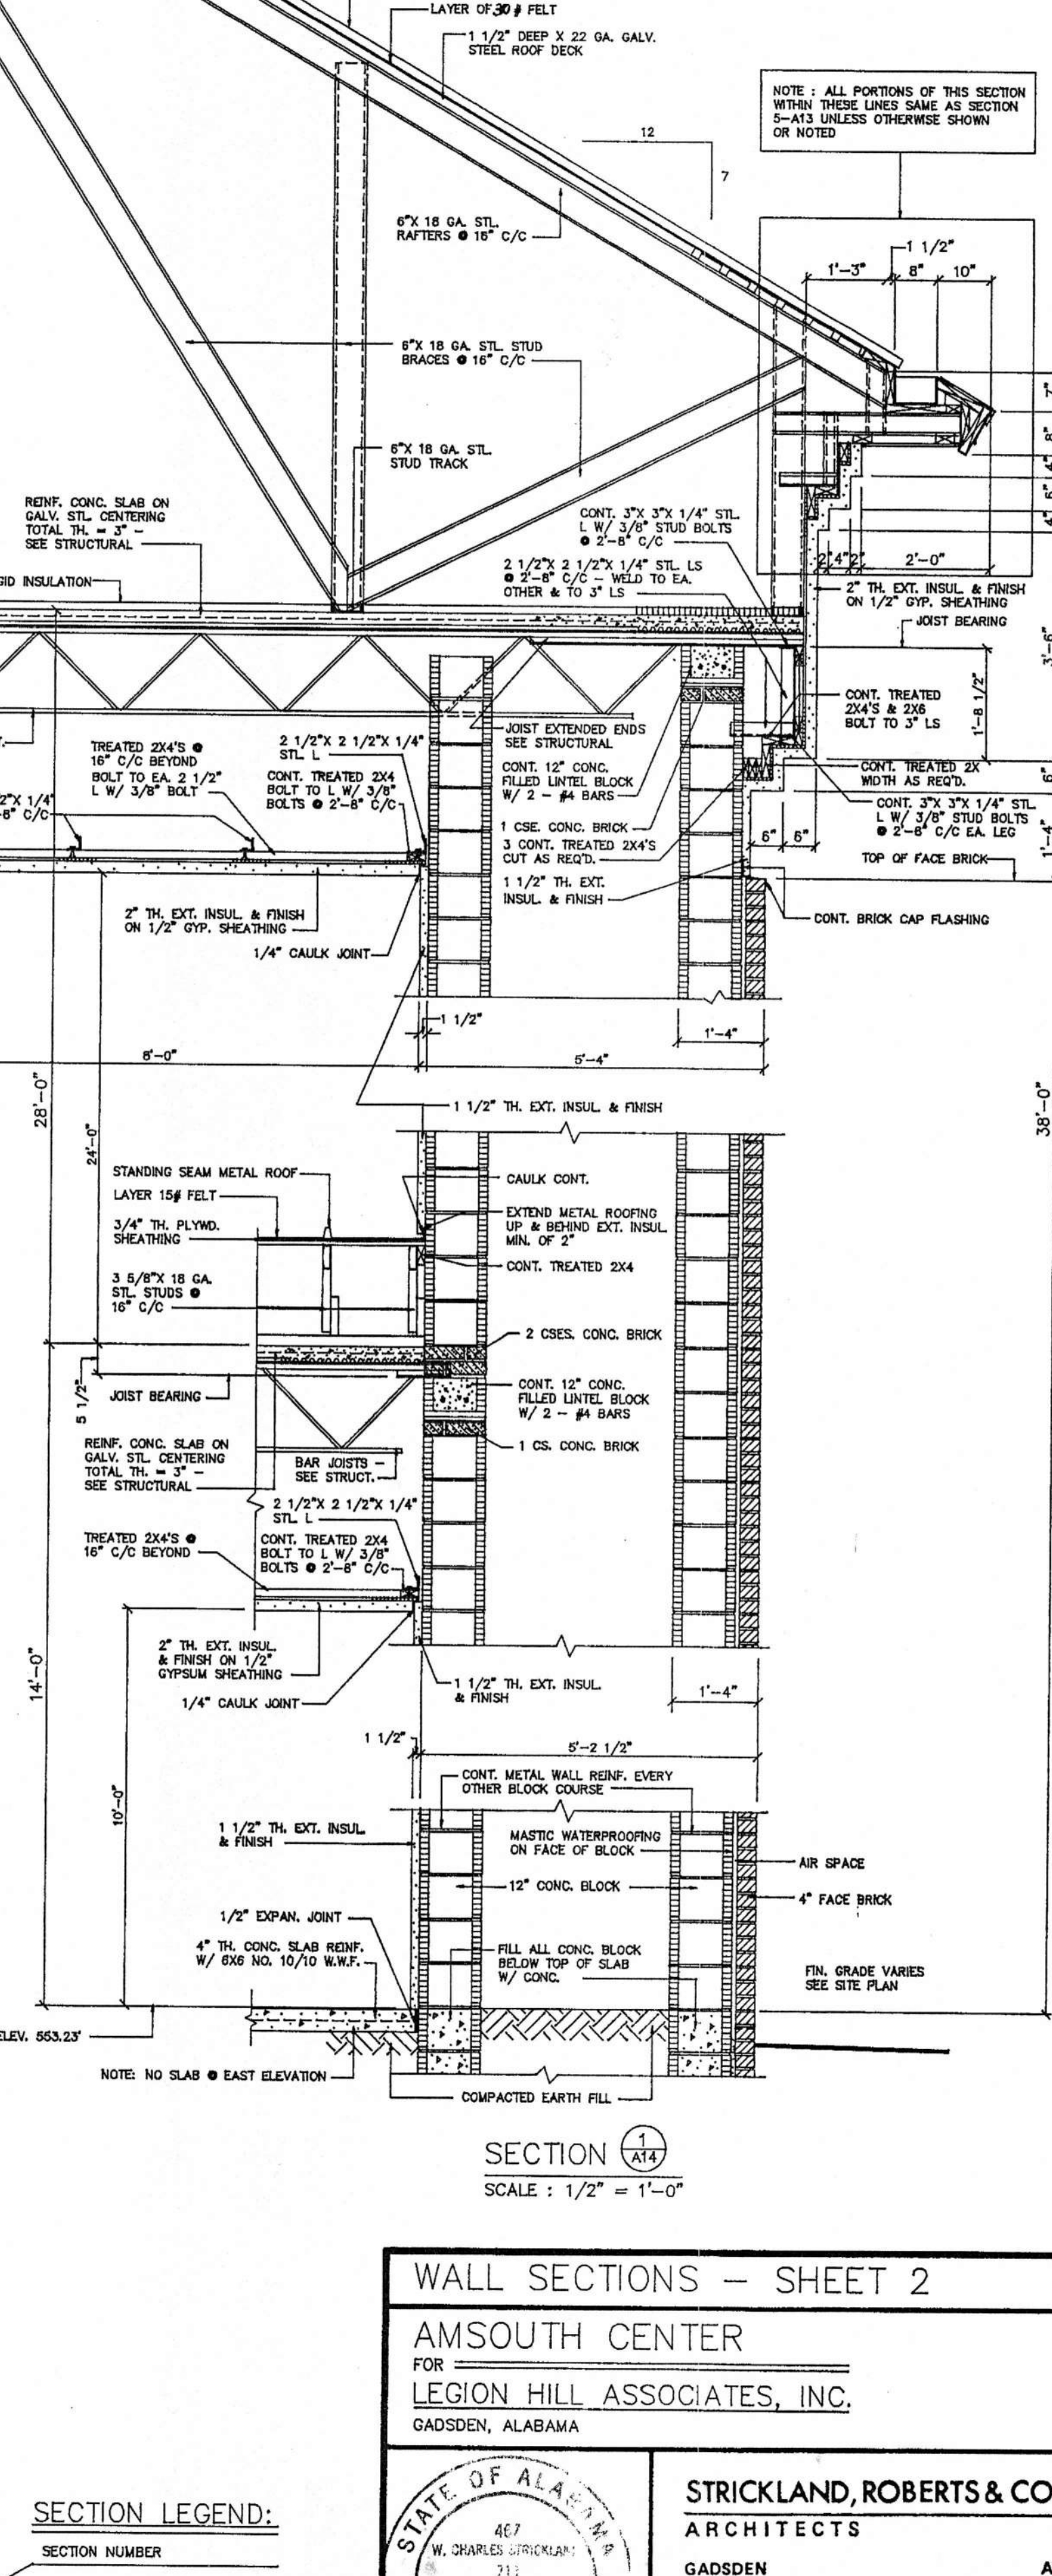 LAYER OF 30 # FELT
1 1/2" DEEP X 22 GA. GALV.
STEEL ROOF DECK
NOTE : ALL PORTIONS OF THIS SECTION
WITHIN THESE LINES SAME AS SECTION
5-A13 UNLESS OTHERWISE SHOWN
OR NOTED
12
7
6"X 18 GA. STL.
RAFTERS @ 16" C/C
1 1/2"
1'-3"
8"
10"
6"X 18 GA. STL. STUD
BRACES @ 16" C/C
7"
8"
4"
6"
4"
6"X 18 GA. STL.
STUD TRACK
REINF. CONC. SLAB ON
GALV. STL. CENTERING
TOTAL TH. = 3" -
SEE STRUCTURAL
CONT. 3"X 3"X 1/4" STL.
L W/ 3/8" STUD BOLTS
@ 2'-8" C/C
2 1/2"X 2 1/2"X 1/4" STL. LS
@ 2'-8" C/C - WELD TO EA.
OTHER & TO 3" LS
2"
4"
2"
2'-0"
GID INSULATION
2" TH. EXT. INSUL. & FINISH
ON 1/2" GYP. SHEATHING
JOIST BEARING
3'-6"
1'-8 1/2"
CONT. TREATED
2X4'S & 2X6
BOLT TO 3" LS
JOIST EXTENDED ENDS
SEE STRUCTURAL
T.
TREATED 2X4'S @
16" C/C BEYOND
BOLT TO EA. 2 1/2"
L W/ 3/8" BOLT
2 1/2"X 2 1/2"X 1/4"
STL. L
CONT. TREATED 2X4
BOLT TO L W/ 3/8"
BOLTS @ 2'-8" C/C
CONT. 12" CONC.
FILLED LINTEL BLOCK
W/ 2 - #4 BARS
CONT. TREATED 2X
WIDTH AS REQ'D.
6"
2"X 1/4"
-8" C/C
1 CSE. CONC. BRICK
3 CONT. TREATED 2X4'S
CUT AS REQ'D.
CONT. 3"X 3"X 1/4" STL.
L W/ 3/8" STUD BOLTS
@ 2'-8" C/C EA. LEG
6"
6"
1'-4"
TOP OF FACE BRICK
1 1/2" TH. EXT.
INSUL. & FINISH
2" TH. EXT. INSUL. & FINISH
ON 1/2" GYP. SHEATHING
CONT. BRICK CAP FLASHING
1/4" CAULK JOINT
1 1/2"
1'-4"
8'-0"
5'-4"
28'-0"
24'-0"
38'-0"
1 1/2" TH. EXT. INSUL. & FINISH
STANDING SEAM METAL ROOF
CAULK CONT.
LAYER 15# FELT
EXTEND METAL ROOFING
UP & BEHIND EXT. INSUL.
MIN. OF 2"
3/4" TH. PLYWD.
SHEATHING
CONT. TREATED 2X4
3 5/8"X 18 GA.
STL. STUDS @
16" C/C
2 CSES. CONC. BRICK
5 1/2"
JOIST BEARING
CONT. 12" CONC.
FILLED LINTEL BLOCK
W/ 2 - #4 BARS
REINF. CONC. SLAB ON
GALV. STL. CENTERING
TOTAL TH. = 3" -
SEE STRUCTURAL
BAR JOISTS -
SEE STRUCT.
1 CS. CONC. BRICK
2 1/2"X 2 1/2"X 1/4"
STL. L
TREATED 2X4'S @
16" C/C BEYOND
CONT. TREATED 2X4
BOLT TO L W/ 3/8"
BOLTS @ 2'-8" C/C
2" TH. EXT. INSUL.
& FINISH ON 1/2"
GYPSUM SHEATHING
1/4" CAULK JOINT
1 1/2" TH. EXT. INSUL.
& FINISH
1'-4"
14'-0"
1 1/2"
5'-2 1/2"
10'-0"
CONT. METAL WALL REINF. EVERY
OTHER BLOCK COURSE
1 1/2" TH. EXT. INSUL.
& FINISH
MASTIC WATERPROOFING
ON FACE OF BLOCK
AIR SPACE
12" CONC. BLOCK
4" FACE BRICK
1/2" EXPAN. JOINT
4" TH. CONC. SLAB REINF.
W/ 6X6 NO. 10/10 W.W.F.
FILL ALL CONC. BLOCK
BELOW TOP OF SLAB
W/ CONC.
FIN. GRADE VARIES
SEE SITE PLAN
ELEV. 553.23'
NOTE: NO SLAB @ EAST ELEVATION
COMPACTED EARTH FILL
SECTION 1
A14
SCALE : 1/2" = 1'-0"
WALL SECTIONS - SHEET 2
AMSOUTH CENTER
FOR
LEGION HILL ASSOCIATES, INC.
GADSDEN, ALABAMA
STATE OF ALABAMA
467
W. CHARLES STRICKLAND
STRICKLAND, ROBERTS & CO
ARCHITECTS
GADSDEN
A
SECTION LEGEND:
SECTION NUMBER